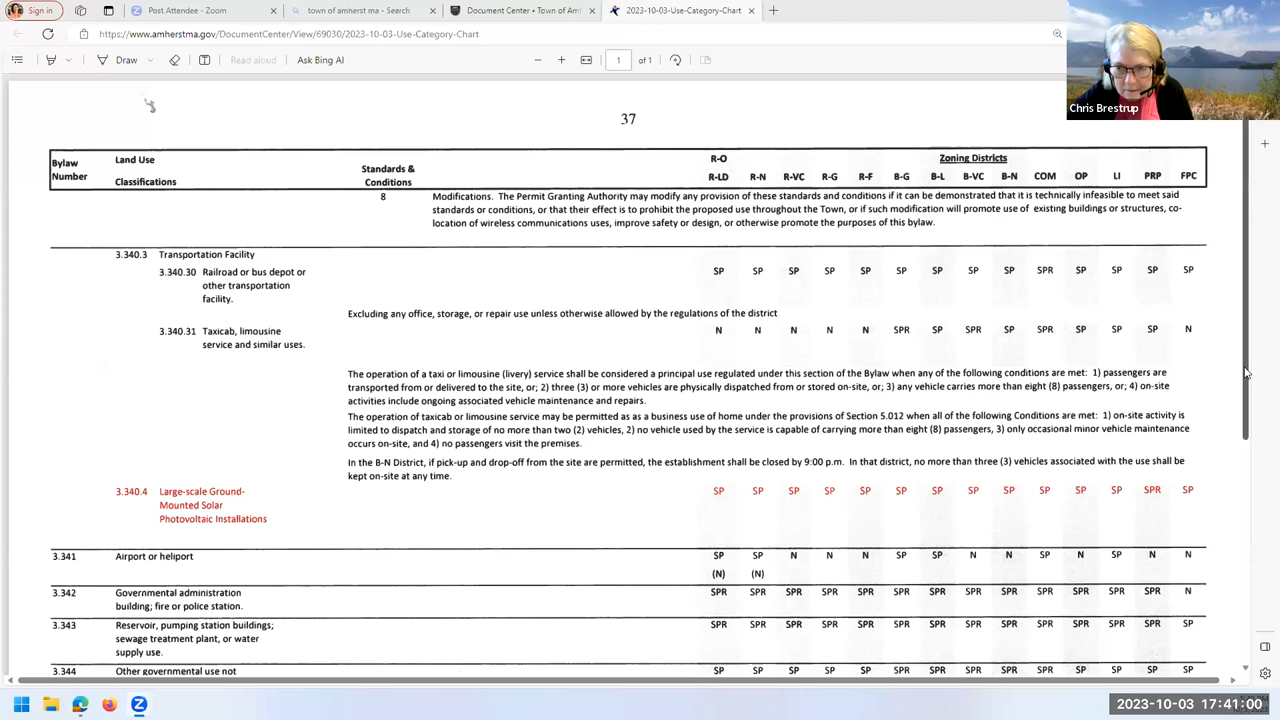 Sign in
Post Attendee - Zoom
town of amherst ma - Search
Document Center • Town of Am
2023-10-03-Use-Category-Chart
https://www.amherstma.gov/DocumentCenter/View/69030/2023-10-03-Use-Category-Chart
Draw
Read aloud
Ask Bing AI
1 of 1
Chris Brestrup
37
Bylaw Number
Land Use
Classifications
Standards & Conditions
Zoning Districts
R-O
R-LD R-N R-VC R-G R-F B-G B-L B-VC B-N COM OP LI PRP FPC
8 Modifications. The Permit Granting Authority may modify any provision of these standards and conditions if it can be demonstrated that it is technically infeasible to meet said
standards or conditions, or that their effect is to prohibit the proposed use throughout the Town, or if such modification will promote use of existing buildings or structures, co-
location of wireless communications uses, improve safety or design, or otherwise promote the purposes of this bylaw.
3.340.3 Transportation Facility
3.340.30 Railroad or bus depot or SP SP SP SP SP SP SP SP SP SPR SP SP SP SP
other transportation
facility.
Excluding any office, storage, or repair use unless otherwise allowed by the regulations of the district
3.340.31 Taxicab, limousine N N N N N SPR SP SPR SP SPR SP SP SP N
service and similar uses.
The operation of a taxi or limousine (livery) service shall be considered a principal use regulated under this section of the Bylaw when any of the following conditions are met: 1) passengers are
transported from or delivered to the site, or; 2) three (3) or more vehicles are physically dispatched from or stored on-site, or; 3) any vehicle carries more than eight (8) passengers, or; 4) on-site
activities include ongoing associated vehicle maintenance and repairs.
The operation of taxicab or limousine service may be permitted as as a business use of home under the provisions of Section 5.012 when all of the following Conditions are met: 1) on-site activity is
limited to dispatch and storage of no more than two (2) vehicles, 2) no vehicle used by the service is capable of carrying more than eight (8) passengers, 3) only occasional minor vehicle maintenance
occurs on-site, and 4) no passengers visit the premises.
In the B-N District, if pick-up and drop-off from the site are permitted, the establishment shall be closed by 9:00 p.m. In that district, no more than three (3) vehicles associated with the use shall be
kept on-site at any time.
3.340.4 Large-scale Ground- SP SP SP SP SP SP SP SP SP SP SP SP SPR SP
Mounted Solar
Photovoltaic Installations
3.341 Airport or heliport SP SP N N N SP SP N N SP N SP N N
(N) (N)
3.342 Governmental administration SPR SPR SPR SPR SPR SPR SPR SPR SPR SPR SPR SPR SPR N
building; fire or police station.
3.343 Reservoir, pumping station buildings; SPR SPR SPR SPR SPR SPR SPR SPR SPR SPR SPR SPR SPR SP
sewage treatment plant, or water
supply use.
3.344 Other governmental use not SP SP SP SP SP SPR SPR SPR SPR SPR SP SP SP SP
2023-10-03 17:41:00